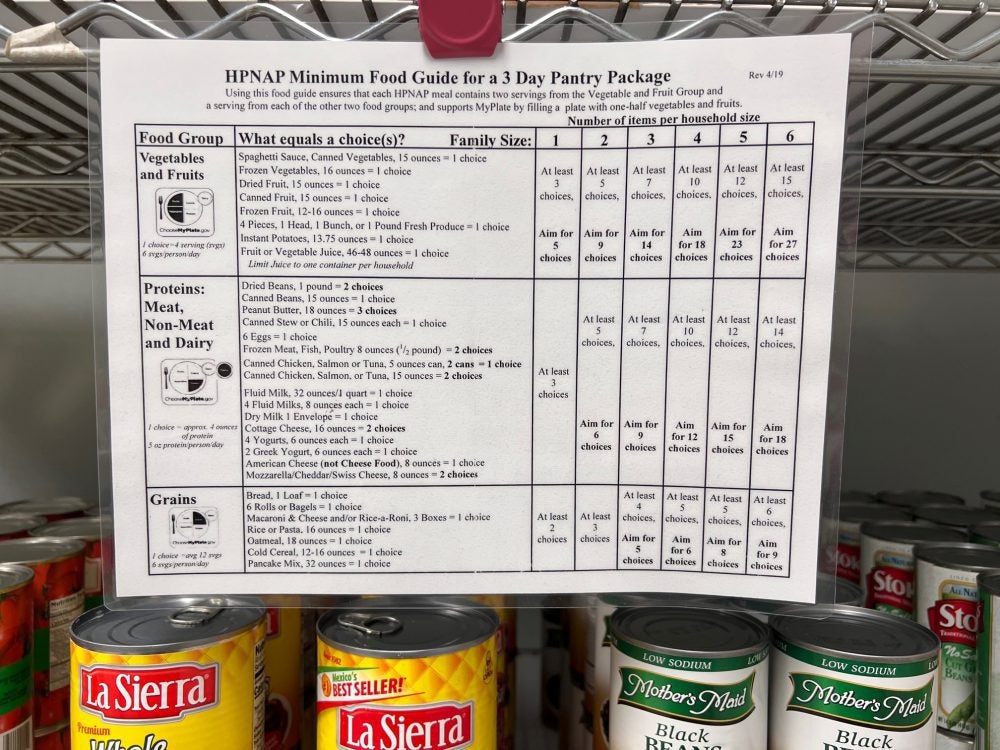 HPNAP Minimum Food Guide for a 3 Day Pantry Package
Rev 4/19
Using this food guide ensures that each HPNAP meal contains two servings from the Vegetable and Fruit Group and
a serving from each of the other two food groups; and supports MyPlate by filling a plate with one-half vegetables and fruits.
Number of items per household size
Food Group What equals a choice(s)? Family Size: 1 2 3 4 5 6
Vegetables
and Fruits
ChooseMyPlate.gov
1 choice=4 serving (svgs)
6 svgs/person/day
Spaghetti Sauce, Canned Vegetables, 15 ounces = 1 choice
Frozen Vegetables, 16 ounces = 1 choice
Dried Fruit, 15 ounces = 1 choice
Canned Fruit, 15 ounces = 1 choice
Frozen Fruit, 12-16 ounces = 1 choice
4 Pieces, 1 Head, 1 Bunch, or 1 Pound Fresh Produce = 1 choice
Instant Potatoes, 13.75 ounces = 1 choice
Fruit or Vegetable Juice, 46-48 ounces = 1 choice
Limit Juice to one container per household
At least
3
choices,
Aim for
5
choices
At least
5
choices,
Aim for
9
choices
At least
7
choices,
Aim for
14
choices
At least
10
choices,
Aim
for 18
choices
At least
12
choices,
Aim for
23
choices
At least
15
choices,
Aim
for 27
choices
Proteins:
Meat,
Non-Meat
and Dairy
ChooseMyPlate.gov
1 choice = approx. 4 ounces
of protein
5 oz protein/person/day
Dried Beans, 1 pound = 2 choices
Canned Beans, 15 ounces = 1 choice
Peanut Butter, 18 ounces = 3 choices
Canned Stew or Chili, 15 ounces each = 1 choice
6 Eggs = 1 choice
Frozen Meat, Fish, Poultry 8 ounces (1/2 pound) = 2 choices
Canned Chicken, Salmon or Tuna, 5 ounces can, 2 cans = 1 choice
Canned Chicken, Salmon, or Tuna, 15 ounces = 2 choices
Fluid Milk, 32 ounces/1 quart = 1 choice
4 Fluid Milks, 8 ounces each = 1 choice
Dry Milk 1 Envelope = 1 choice
Cottage Cheese, 16 ounces = 2 choices
4 Yogurts, 6 ounces each = 1 choice
2 Greek Yogurt, 6 ounces each = 1 choice
American Cheese (not Cheese Food), 8 ounces = 1 choice
Mozzarella/Cheddar/Swiss Cheese, 8 ounces = 2 choices
At least
3
choices
At least
5
choices,
Aim for
6
choices
At least
7
choices,
Aim for
9
choices
At least
10
choices,
Aim
for 12
choices
At least
12
choices,
Aim for
15
choices
At least
14
choices,
Aim
for 18
choices
Grains
ChooseMyPlate.gov
1 choice =avg 12 svgs
6 svgs/person/day
Bread, 1 Loaf = 1 choice
6 Rolls or Bagels = 1 choice
Macaroni & Cheese and/or Rice-a-Roni, 3 Boxes = 1 choice
Rice or Pasta, 16 ounces = 1 choice
Oatmeal, 18 ounces = 1 choice
Cold Cereal, 12-16 ounces = 1 choice
Pancake Mix, 32 ounces = 1 choice
At least
2
choices
At least
3
choices
At least
4
choices,
Aim for
5
choices
At least
5
choices,
Aim
for 6
choices
At least
5
choices,
Aim for
8
choices
At least
6
choices,
Aim
for 9
choices
La Sierra
Premium
Whole
Mexico's
#1 BEST SELLER!
La Sierra
LOW SODIUM
Mother's Maid
Black
BEANS
LOW SODIUM
Mother's Maid
Black